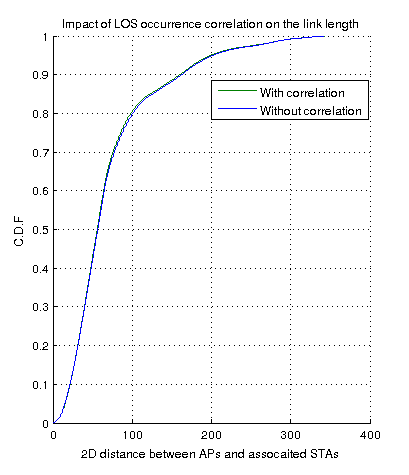 Impact of LOS occurrence correlation on the link length
1
0.9
0.8
0.7
0.6
0.5
0.4
0.3
0.2
0.1
0
C.D.F
With correlation
Without correlation
0 100 200 300 400
2D distance between APs and assocaited STAs